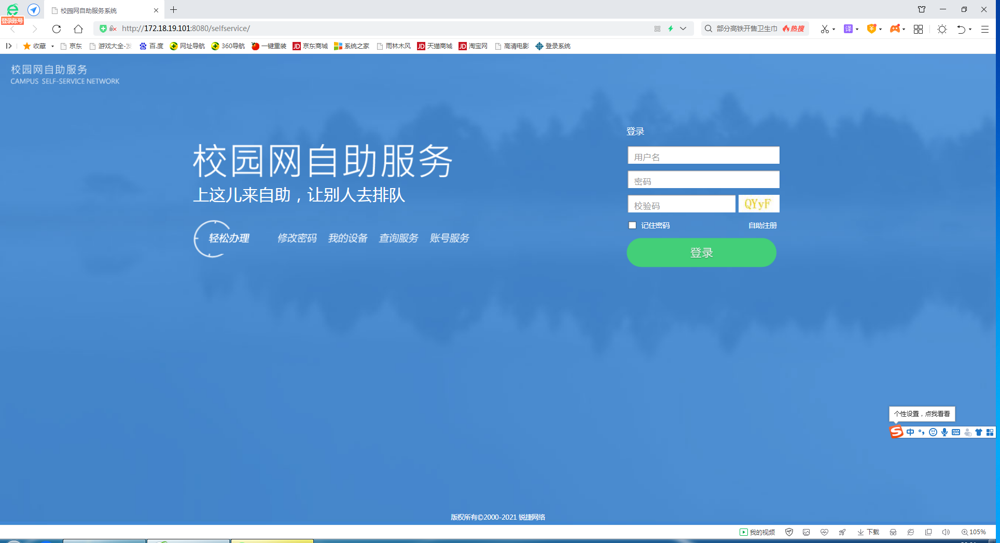 校园网自助服务系统
登录账号
http://172.18.19.101:8080/selfservice/
部分高铁开售卫生巾 热搜
译
收藏 京东 游戏大全-发 百度 网址导航 360导航 一键重装 JD 京东商城 系统之家 雨林木风 JD 天猫商城 JD 淘宝网 高清电影 登录系统
校园网自助服务
CAMPUS SELF-SERVICE NETWORK
校园网自助服务
上这儿来自助，让别人去排队
轻松办理 修改密码 我的设备 查询服务 账号服务
登录
用户名
密码
校验码 QYyF
记住密码 自助注册
登录
个性设置，点我看看
S 中
版权所有©2000-2021 锐捷网络
我的视频 下载 105%